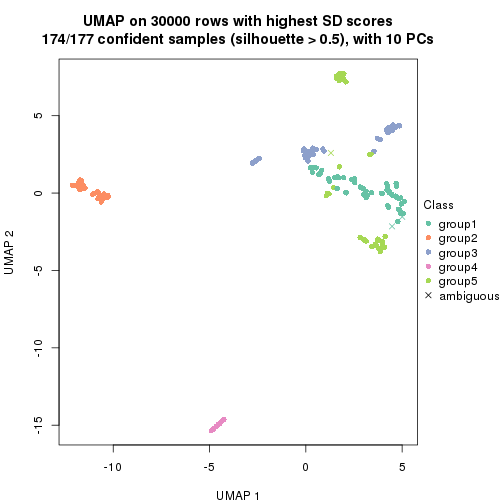 UMAP on 30000 rows with highest SD scores
174/177 confident samples (silhouette > 0.5), with 10 PCs
5
0
-5
-10
-15
UMAP 2
-10
-5
0
5
UMAP 1
Class
group1
group2
group3
group4
group5
ambiguous